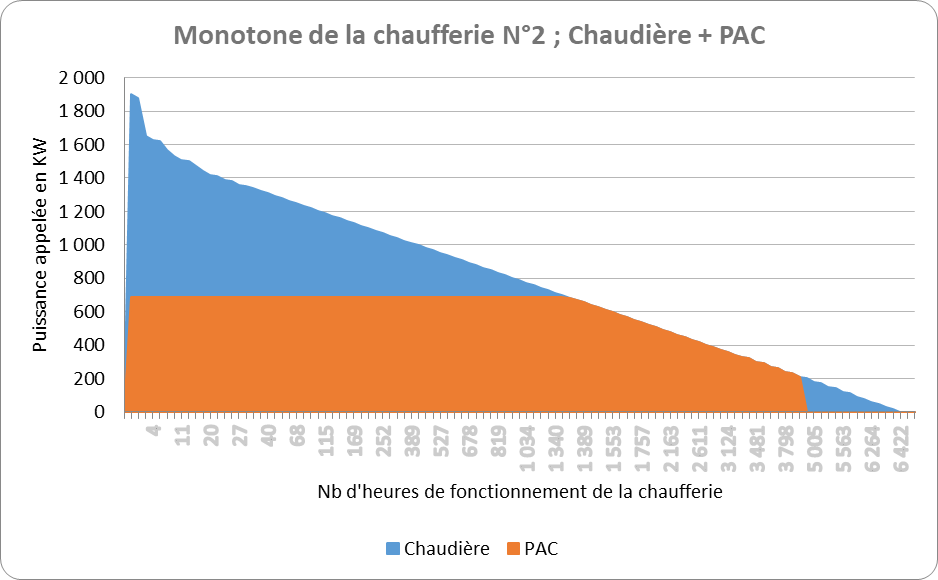 Monotone de la chaufferie N°2 ; Chaudière + PAC
Puissance appelée en KW
2 000
1 800
1 600
1 400
1 200
1 000
800
600
400
200
0
4 11 20 27 40 68 115 169 252 389 527 678 819 1 034 1 340 1 389 1 553 1 757 2 163 2 611 3 124 3 481 3 798 5 005 5 563 6 264 6 422
Nb d'heures de fonctionnement de la chaufferie
Chaudière PAC